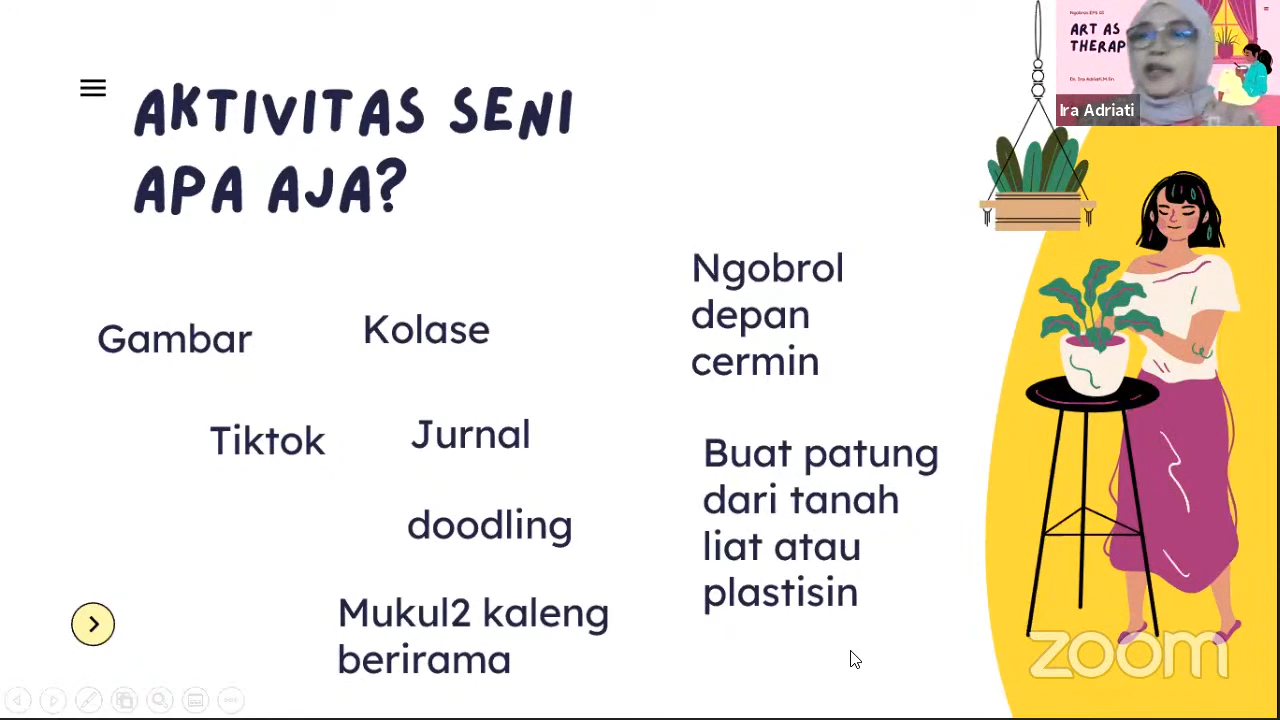 AKTIVITAS SENI
APA AJA?
Gambar
Kolase
Ngobrol
depan
cermin
Tiktok
Jurnal
doodling
Buat patung
dari tanah
liat atau
plastisin
Mukul2 kaleng
berirama
ART AS
THERAP
Ira Adriati
zoom